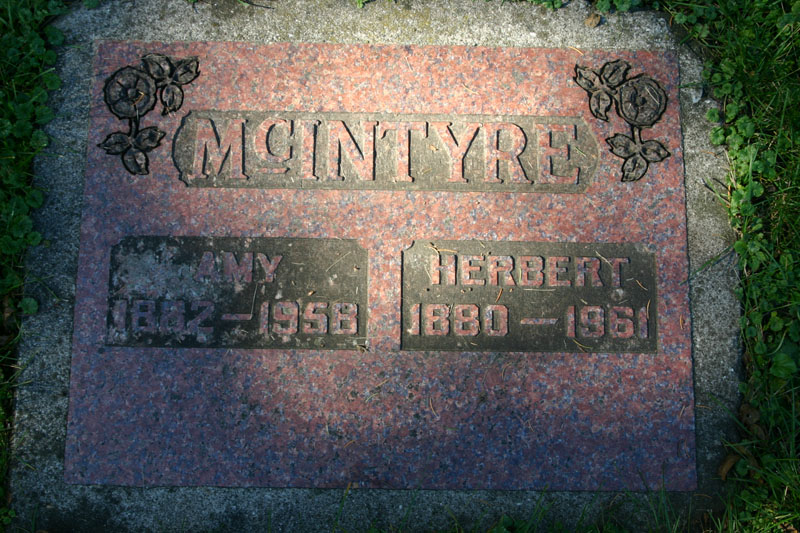 McINTYRE
AMY
1882-1958
HERBERT
1880-1961